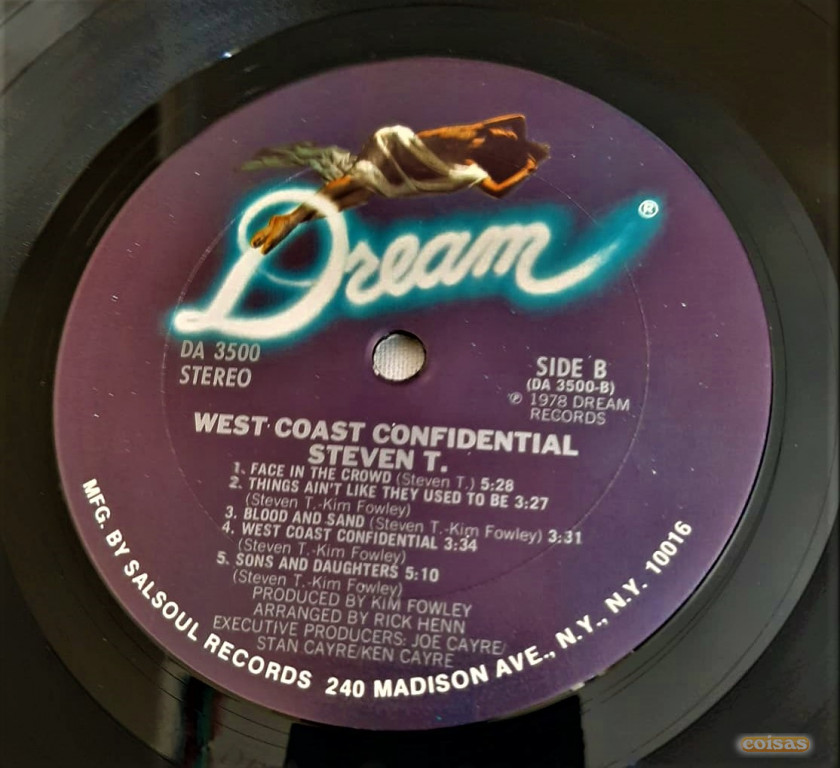 Dream ®
DA 3500
STEREO
SIDE B
(DA 3500-B)
℗ 1978 DREAM
RECORDS
WEST COAST CONFIDENTIAL
STEVEN T.
1. FACE IN THE CROWD (Steven T.) 5:28
2. THINGS AIN'T LIKE THEY USED TO BE 3:27
(Steven T.-Kim Fowley)
3. BLOOD AND SAND (Steven T.-Kim Fowley) 3:31
4. WEST COAST CONFIDENTIAL 3:34
(Steven T.-Kim Fowley)
5. SONS AND DAUGHTERS 5:10
(Steven T.-Kim Fowley)
PRODUCED BY KIM FOWLEY
ARRANGED BY RICK HENN
EXECUTIVE PRODUCERS: JOE CAYRE/
STAN CAYRE/KEN CAYRE
MFG. BY SALSOUL RECORDS 240 MADISON AVE., N.Y., N.Y. 10016
coisas